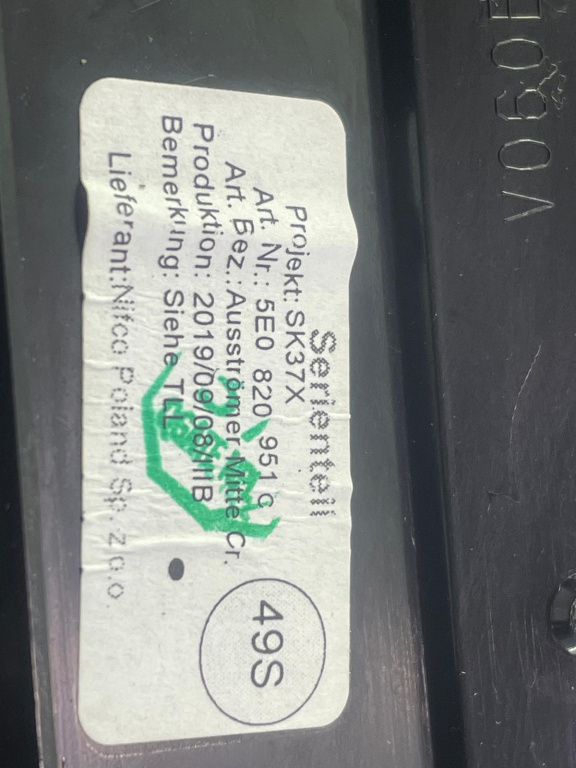 Serienteil
Projekt: SK37X
Art. Nr.: 5E0 820 951 C
Art. Bez.: Ausströmer Mitte Cr.
Produktion: 2019/09/08/IIB
Bemerkung: Siehe TLL
Lieferant:Nifco Poland Sp. z.o.o.
49S
V060E